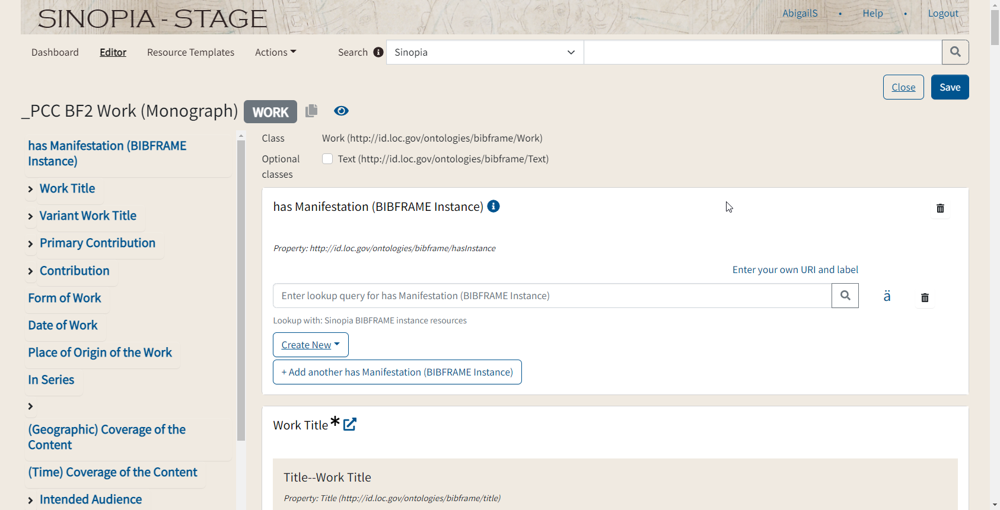 SINOPIA - STAGE
AbigailS • Help • Logout
Dashboard Editor Resource Templates Actions Search Sinopia
Close Save
_PCC BF2 Work (Monograph) WORK
has Manifestation (BIBFRAME
Instance)
Work Title
Variant Work Title
Primary Contribution
Contribution
Form of Work
Date of Work
Place of Origin of the Work
In Series
(Geographic) Coverage of the
Content
(Time) Coverage of the Content
Intended Audience
Class Work (http://id.loc.gov/ontologies/bibframe/Work)
Optional Text (http://id.loc.gov/ontologies/bibframe/Text)
classes
has Manifestation (BIBFRAME Instance)
Property: http://id.loc.gov/ontologies/bibframe/hasInstance
Enter your own URI and label
Enter lookup query for has Manifestation (BIBFRAME Instance) ä
Lookup with: Sinopia BIBFRAME instance resources
Create New
+ Add another has Manifestation (BIBFRAME Instance)
Work Title *
Title--Work Title
Property: Title (http://id.loc.gov/ontologies/bibframe/title)